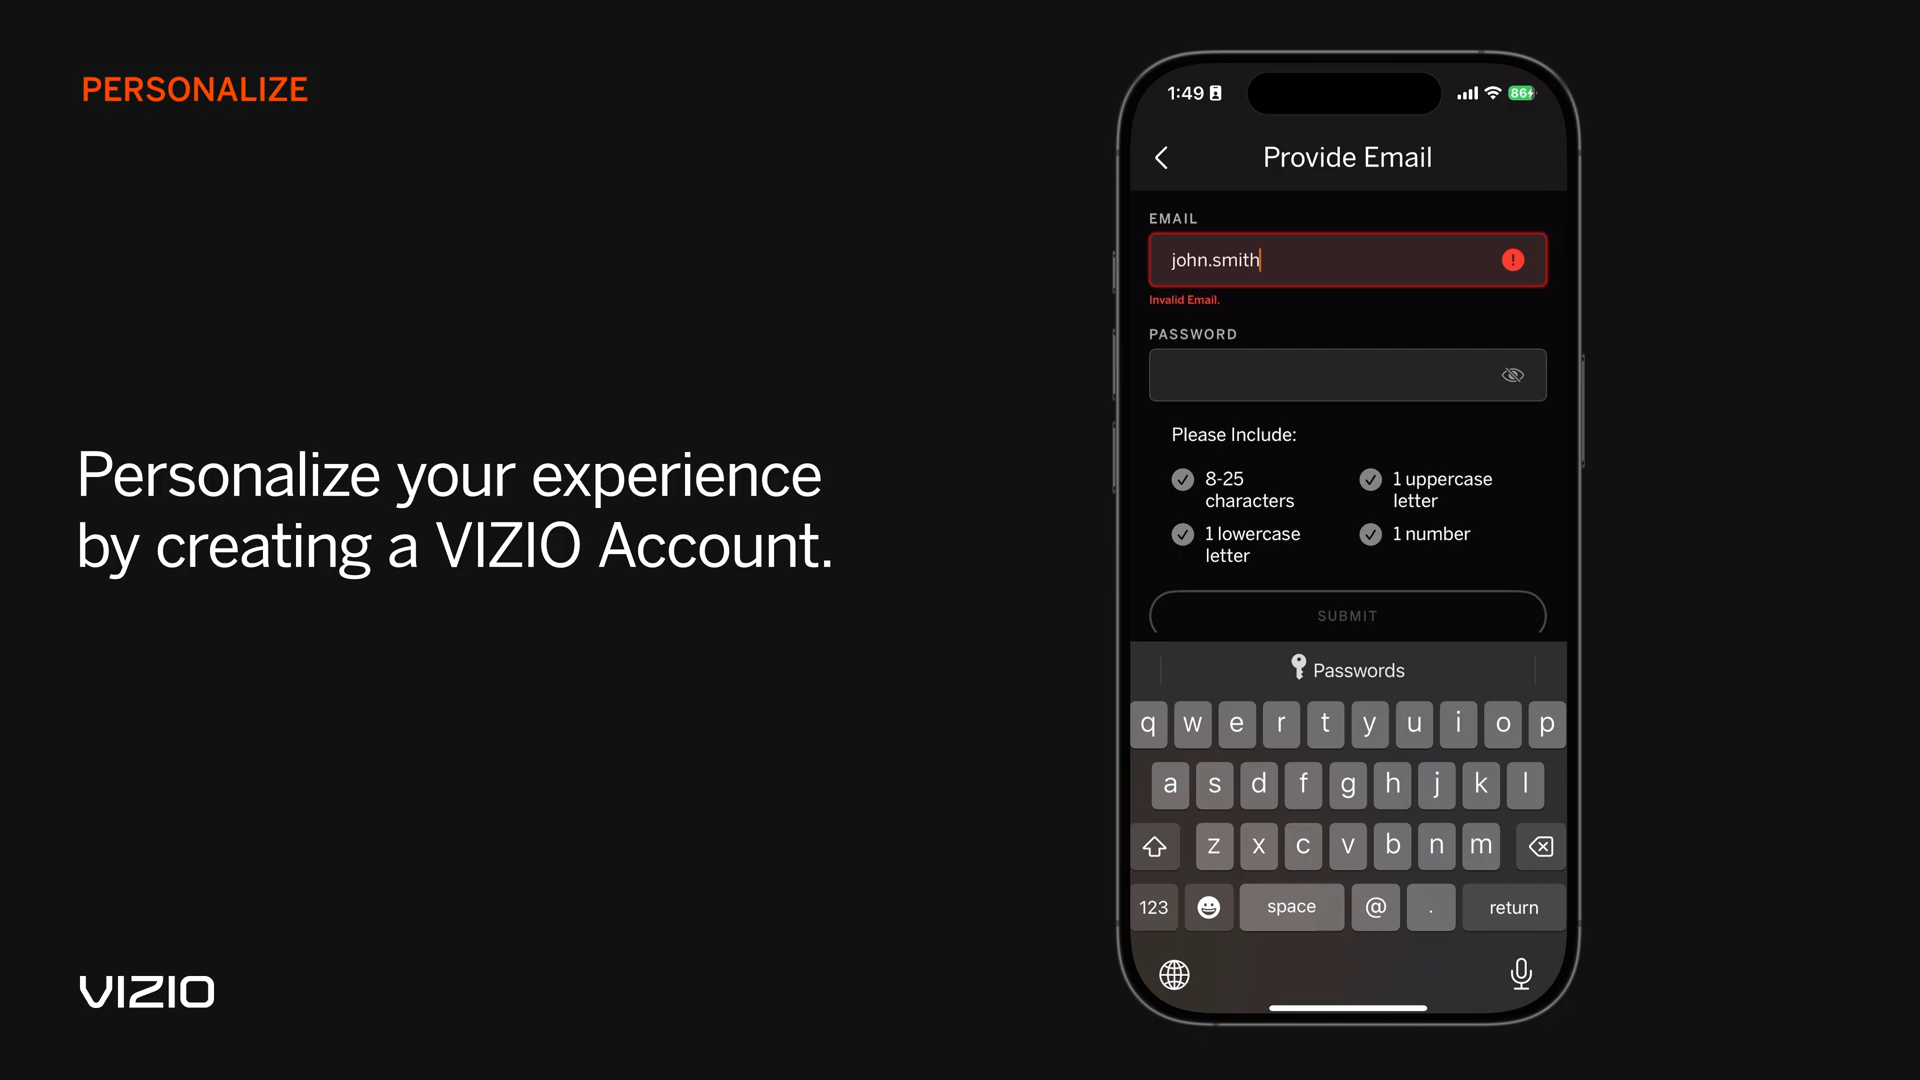 PERSONALIZE
Personalize your experience
by creating a VIZIO Account.
VIZIO
1:49
86
Provide Email
EMAIL
john.smith
Invalid Email.
PASSWORD
Please Include:
8-25
characters
1 uppercase
letter
1 lowercase
letter
1 number
SUBMIT
Passwords
q w e r t y u i o p
a s d f g h j k l
z x c v b n m
123 space @ . return